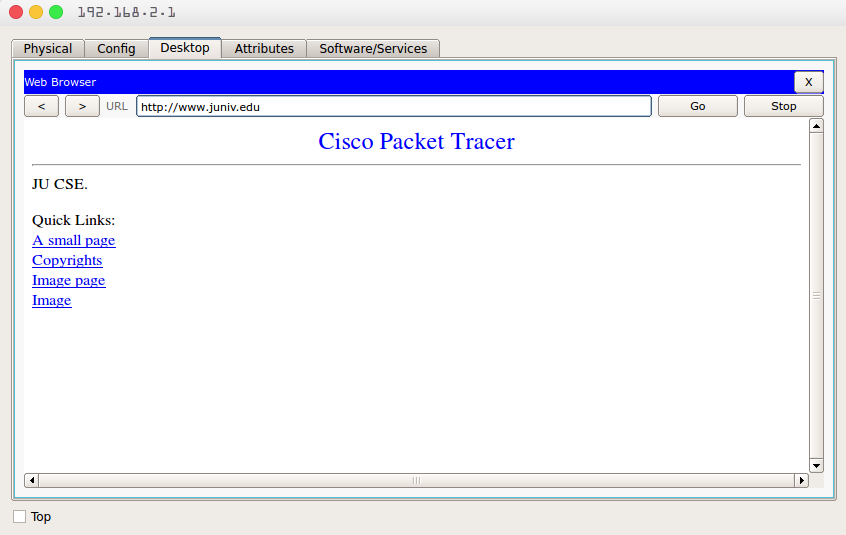 192.168.2.1
Physical Config Desktop Attributes Software/Services
Web Browser X
< > URL http://www.juniv.edu Go Stop
Cisco Packet Tracer
JU CSE.
Quick Links:
A small page
Copyrights
Image page
Image
Top